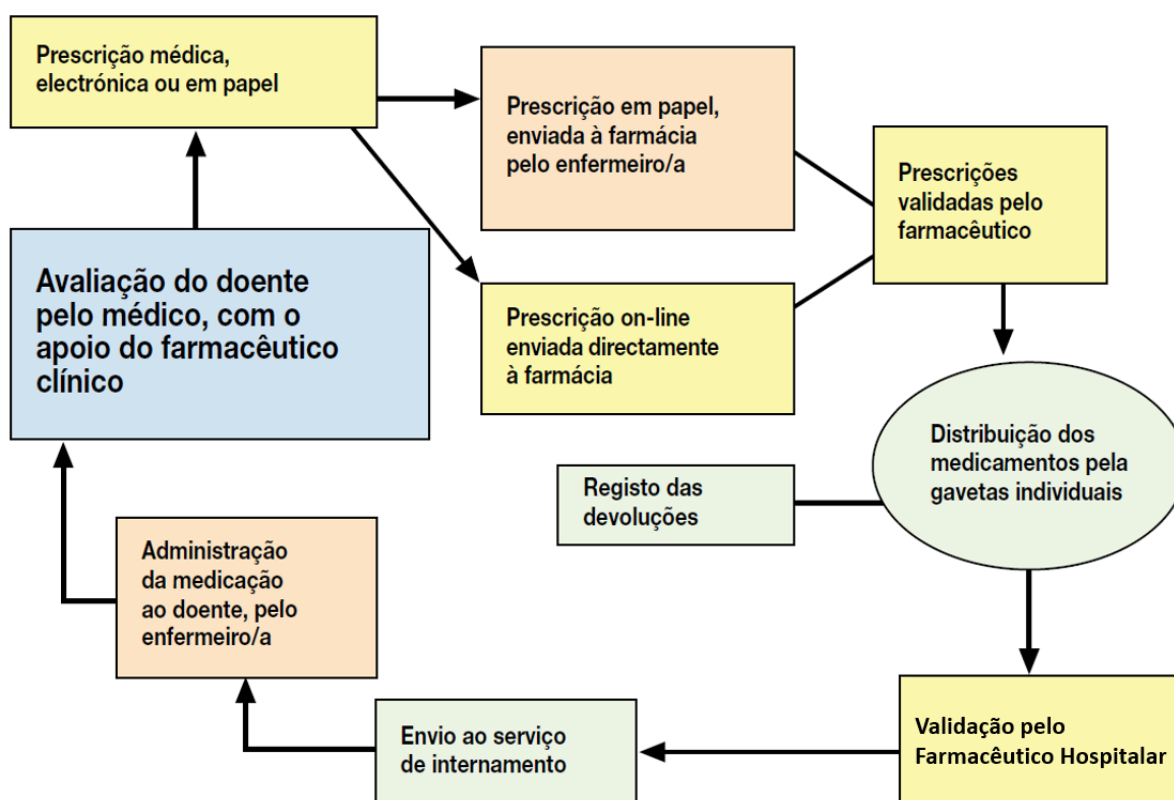 Prescrição médica,
electrónica ou em papel
Prescrição em papel,
enviada à farmácia
pelo enfermeiro/a
Prescrições
validadas pelo
farmacêutico
Avaliação do doente
pelo médico, com o
apoio do farmacêutico
clínico
Prescrição on-line
enviada directamente
à farmácia
Distribuição dos
medicamentos pela
gavetas individuais
Registo das
devoluções
Administração
da medicação
ao doente, pelo
enfermeiro/a
Envio ao serviço
de internamento
Validação pelo
Farmacêutico Hospitalar